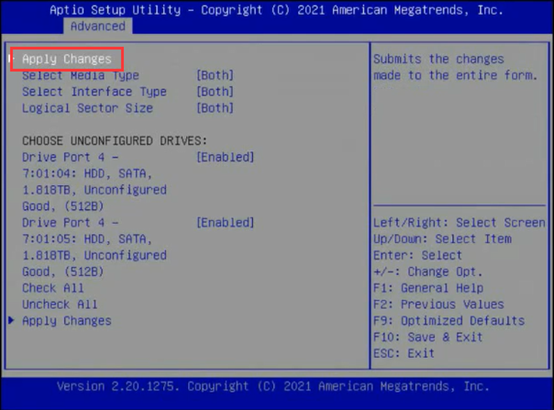 Aptio Setup Utility – Copyright (C) 2021 American Megatrends, Inc.
Advanced
Apply Changes
Select Media Type [Both]
Select Interface Type [Both]
Logical Sector Size [Both]
CHOOSE UNCONFIGURED DRIVES:
Drive Port 4 – [Enabled]
7:01:04: HDD, SATA,
1.818TB, Unconfigured
Good, (512B)
Drive Port 4 – [Enabled]
7:01:05: HDD, SATA,
1.818TB, Unconfigured
Good, (512B)
Check All
Uncheck All
Apply Changes
Submits the changes
made to the entire form.
Left/Right: Select Screen
Up/Down: Select Item
Enter: Select
+/-: Change Opt.
F1: General Help
F2: Previous Values
F9: Optimized Defaults
F10: Save & Exit
ESC: Exit
Version 2.20.1275. Copyright (C) 2021 American Megatrends, Inc.